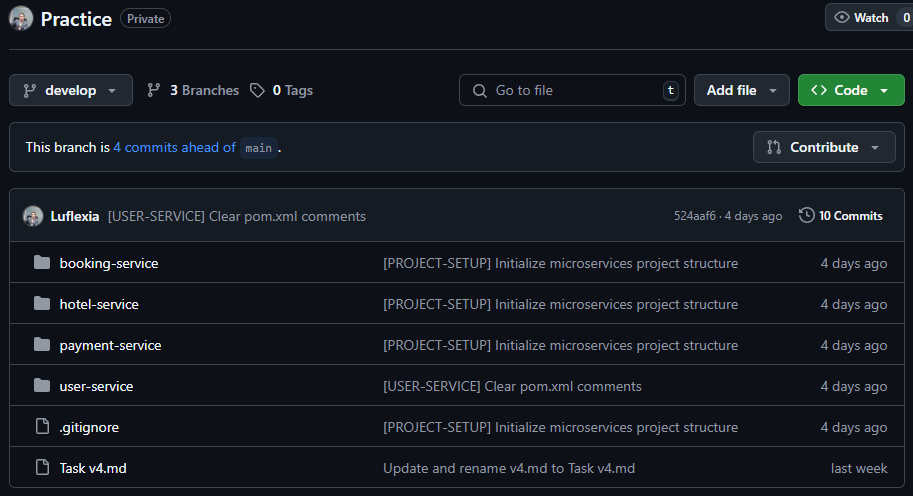 Practice Private Watch 0
develop 3 Branches 0 Tags Go to file t Add file Code
This branch is 4 commits ahead of main . Contribute
Luflexia [USER-SERVICE] Clear pom.xml comments 524aaf6 · 4 days ago 10 Commits
booking-service [PROJECT-SETUP] Initialize microservices project structure 4 days ago
hotel-service [PROJECT-SETUP] Initialize microservices project structure 4 days ago
payment-service [PROJECT-SETUP] Initialize microservices project structure 4 days ago
user-service [USER-SERVICE] Clear pom.xml comments 4 days ago
.gitignore [PROJECT-SETUP] Initialize microservices project structure 4 days ago
Task v4.md Update and rename v4.md to Task v4.md last week